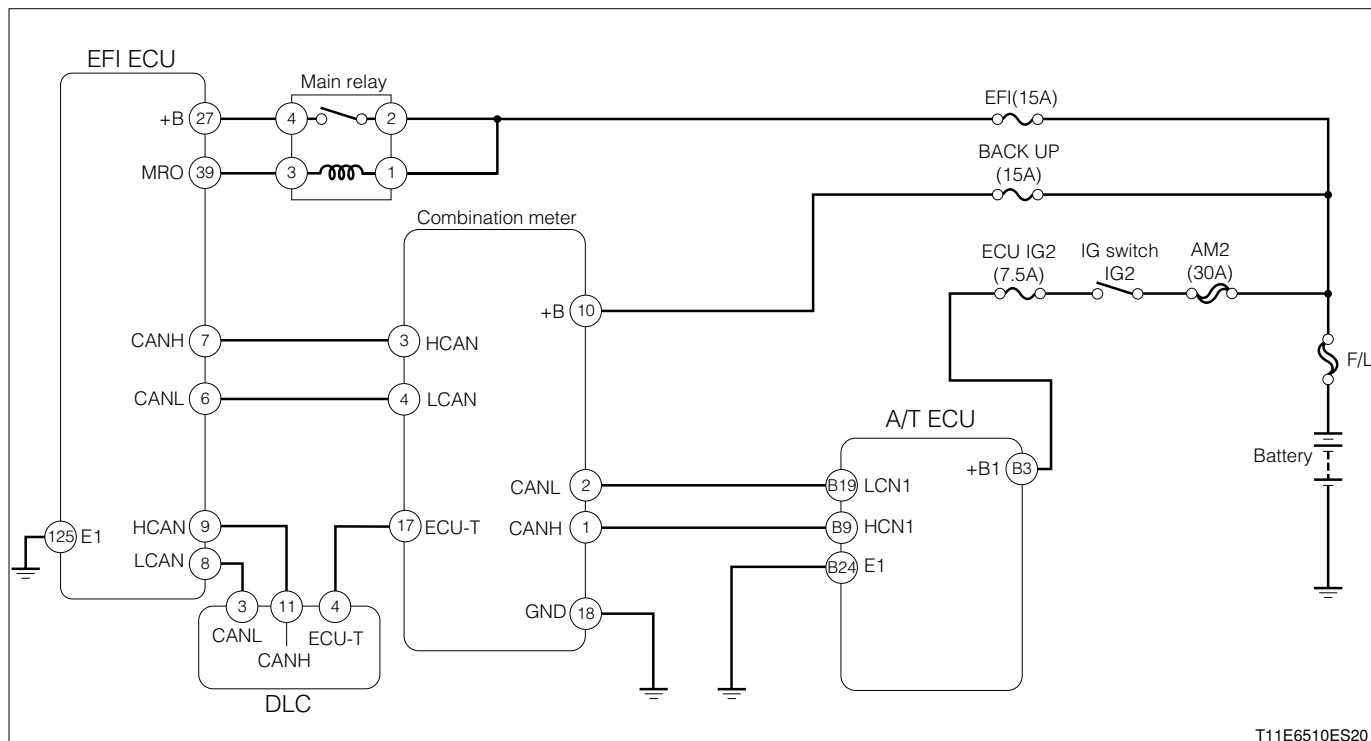 EFI ECU
Main relay
EFI(15A)
+B 27 4 2
BACK UP
(15A)
MRO 39 3 1
Combination meter
ECU IG2
(7.5A)
IG switch
IG2
AM2
(30A)
+B 10
CANH 7 3 HCAN
F/L
CANL 6 4 LCAN
A/T ECU
Battery
+B1 B3
CANL 2 B19 LCN1
HCAN 9 17 ECU-T
CANH 1 B9 HCN1
125 E1
LCAN 8
B24 E1
3 11 4
GND 18
CANL ECU-T
CANH
DLC
T11E6510ES20